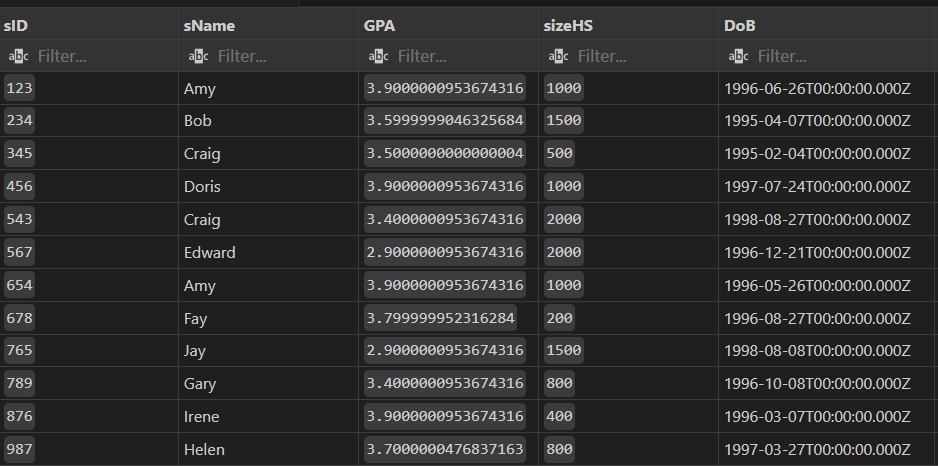 sID sName GPA sizeHS DoB
abc Filter... abc Filter... abc Filter... abc Filter... abc Filter...
123 Amy 3.9000000953674316 1000 1996-06-26T00:00:00.000Z
234 Bob 3.5999999046325684 1500 1995-04-07T00:00:00.000Z
345 Craig 3.5000000000000004 500 1995-02-04T00:00:00.000Z
456 Doris 3.9000000953674316 1000 1997-07-24T00:00:00.000Z
543 Craig 3.4000000953674316 2000 1998-08-27T00:00:00.000Z
567 Edward 2.9000000953674316 2000 1996-12-21T00:00:00.000Z
654 Amy 3.9000000953674316 1000 1996-05-26T00:00:00.000Z
678 Fay 3.799999952316284 200 1996-08-27T00:00:00.000Z
765 Jay 2.9000000953674316 1500 1998-08-08T00:00:00.000Z
789 Gary 3.4000000953674316 800 1996-10-08T00:00:00.000Z
876 Irene 3.9000000953674316 400 1996-03-07T00:00:00.000Z
987 Helen 3.7000000476837163 800 1997-03-27T00:00:00.000Z